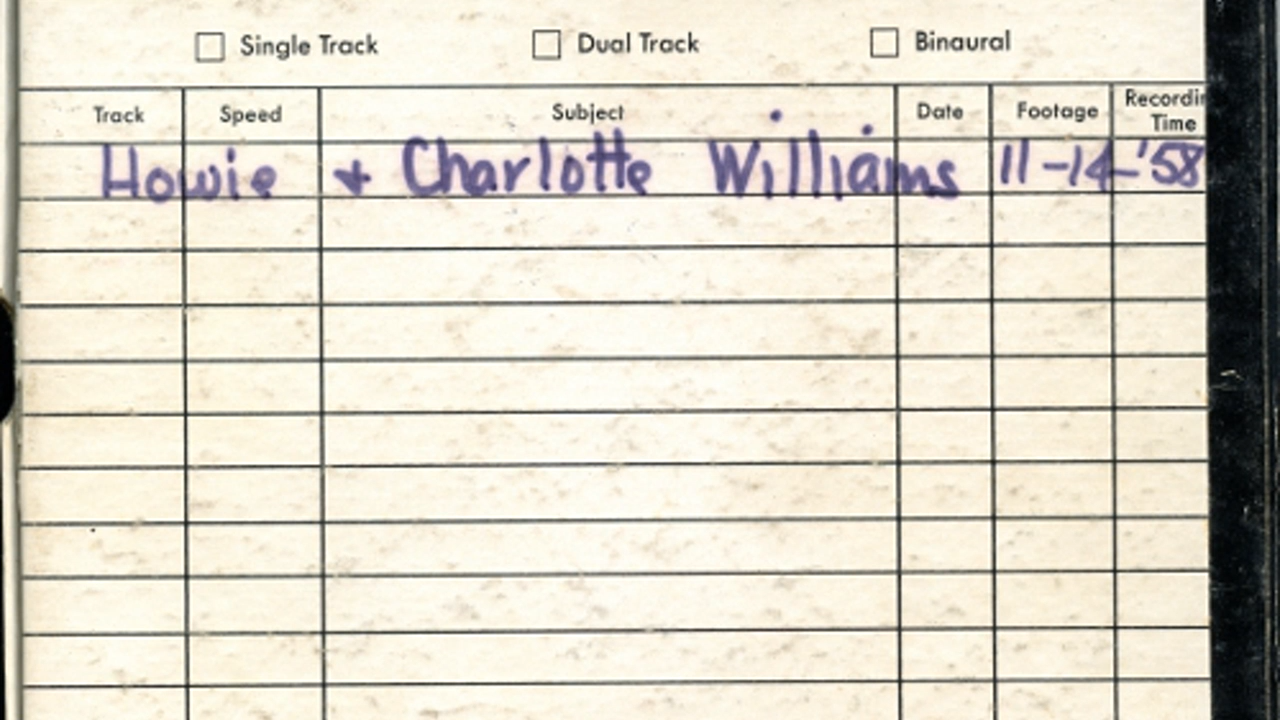 Single Track Dual Track Binaural
Track Speed Subject Date Footage Recordin
Time
Howie + Charlotte Williams 11-14-'58